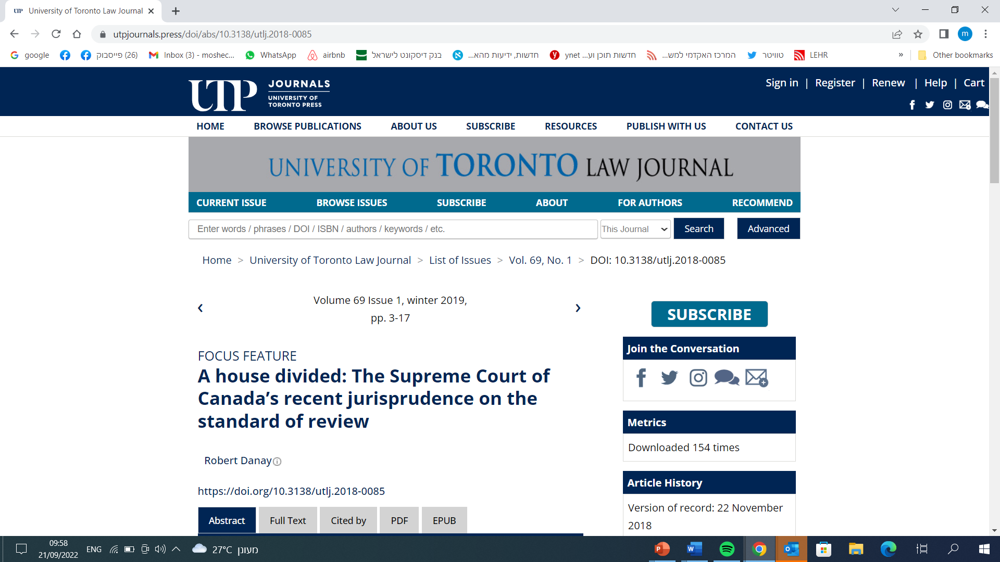 UTP University of Toronto Law Journal
utpjournals.press/doi/abs/10.3138/utlj.2018-0085
m
google
(26) פייסבוק
Inbox (3) - moshec...
WhatsApp
airbnb
בנק דיסקונט לישראל
חדשות, ידיעות מהא...
ynet חדשות תוכן וע...
המרכז האקדמי למש...
טוויטר
LEHR
»
Other bookmarks
UTP JOURNALS
UNIVERSITY OF
TORONTO PRESS
Sign in | Register | Renew | Help | Cart
HOME BROWSE PUBLICATIONS ABOUT US SUBSCRIBE RESOURCES PUBLISH WITH US CONTACT US
UNIVERSITY OF TORONTO LAW JOURNAL
CURRENT ISSUE BROWSE ISSUES SUBSCRIBE ABOUT FOR AUTHORS RECOMMEND
Enter words / phrases / DOI / ISBN / authors / keywords / etc. This Journal Search Advanced
Home > University of Toronto Law Journal > List of Issues > Vol. 69, No. 1 > DOI: 10.3138/utlj.2018-0085
Volume 69 Issue 1, winter 2019,
pp. 3-17
FOCUS FEATURE
A house divided: The Supreme Court of
Canada’s recent jurisprudence on the
standard of review
Robert Danay
https://doi.org/10.3138/utlj.2018-0085
Abstract Full Text Cited by PDF EPUB
SUBSCRIBE
Join the Conversation
Metrics
Downloaded 154 times
Article History
Version of record: 22 November
2018
09:58
21/09/2022
ENG
27°C מעונן